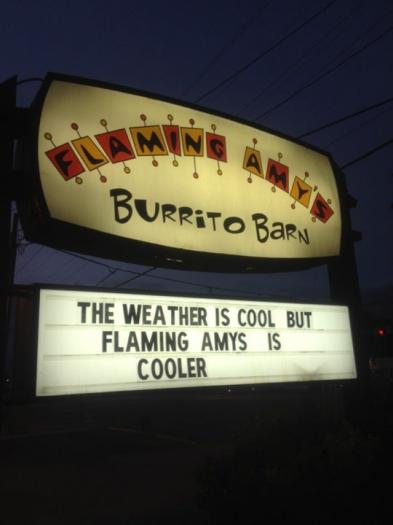 FLAMING AMY'S
BURRITO BARN
THE WEATHER IS COOL BUT
FLAMING AMYS IS
COOLER